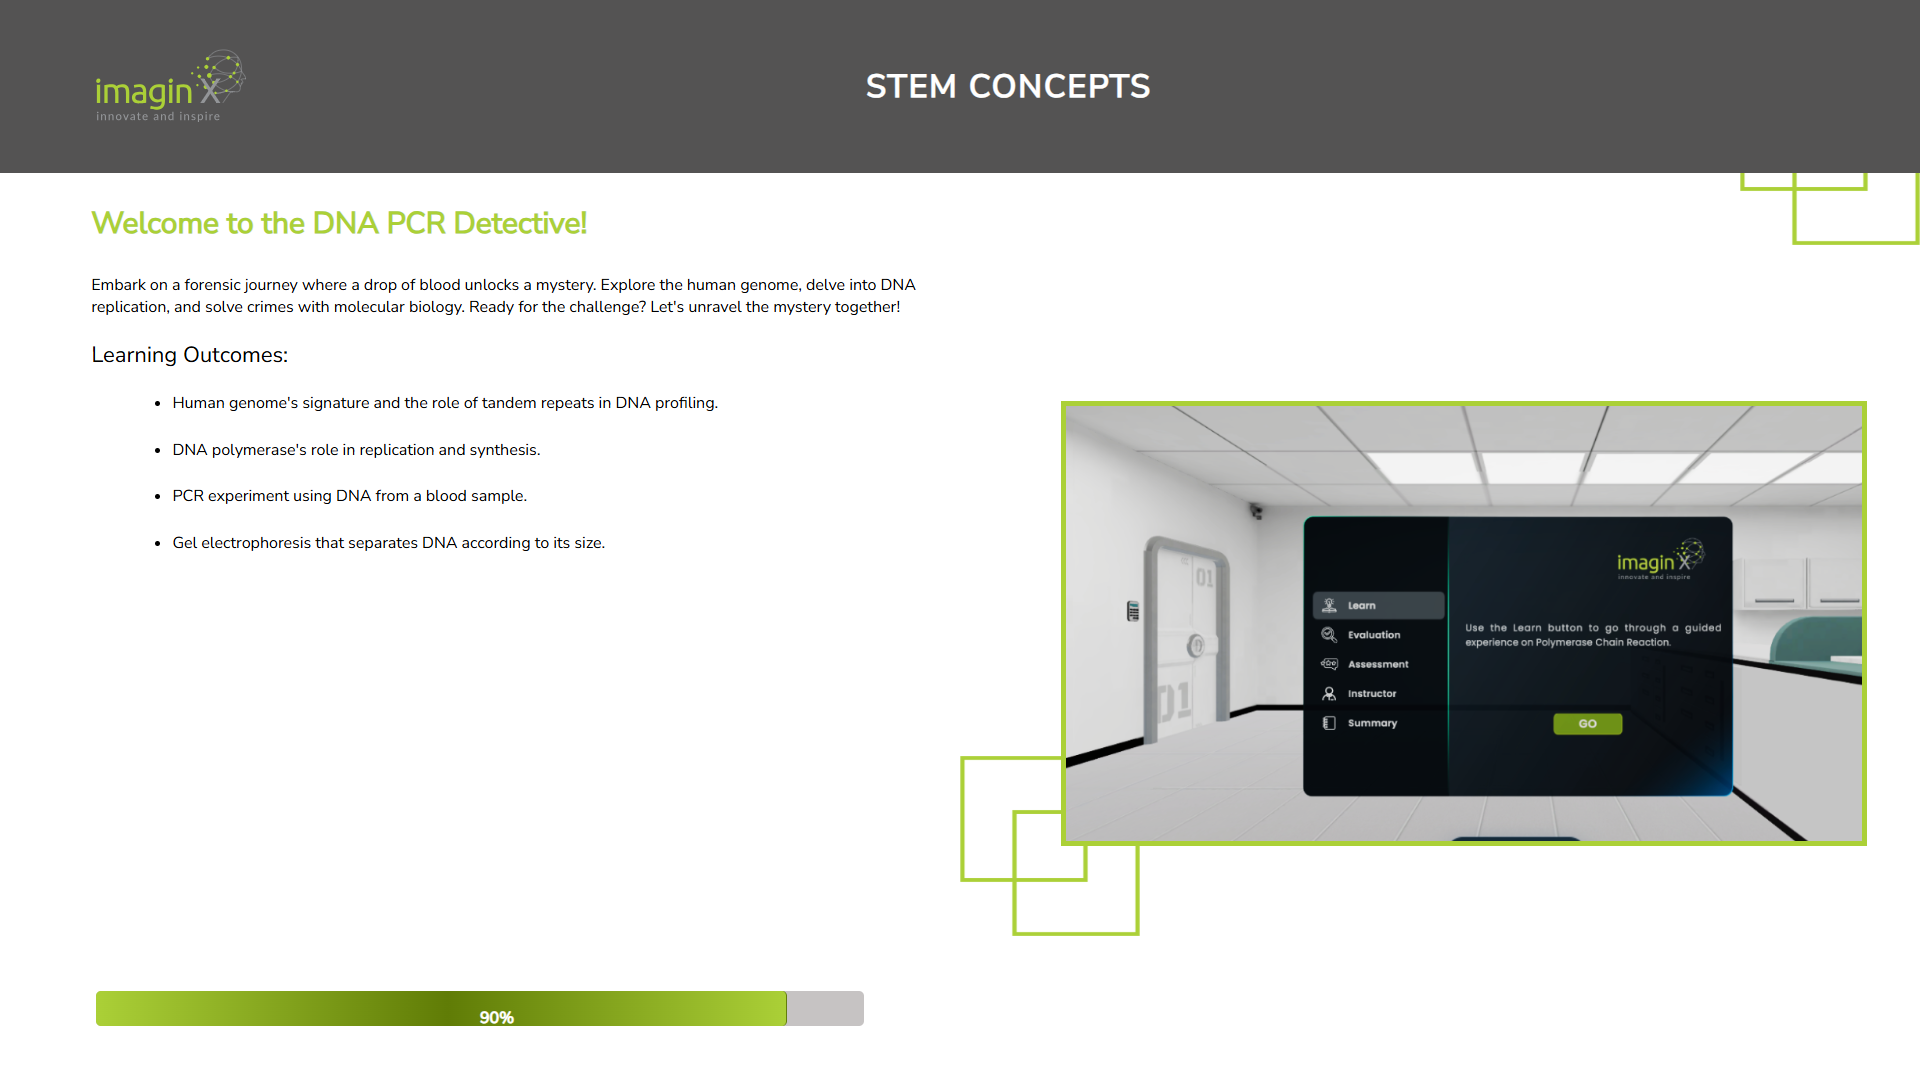 imagin X
innovate and inspire
STEM CONCEPTS
Welcome to the DNA PCR Detective!
Embark on a forensic journey where a drop of blood unlocks a mystery. Explore the human genome, delve into DNA
replication, and solve crimes with molecular biology. Ready for the challenge? Let's unravel the mystery together!
Learning Outcomes:
• Human genome's signature and the role of tandem repeats in DNA profiling.
• DNA polymerase's role in replication and synthesis.
• PCR experiment using DNA from a blood sample.
• Gel electrophoresis that separates DNA according to its size.
01
01
imagin X
innovate and inspire
Learn
Evaluation
Assessment
Instructor
Summary
Use the Learn button to go through a guided
experience on Polymerase Chain Reaction.
GO
90%